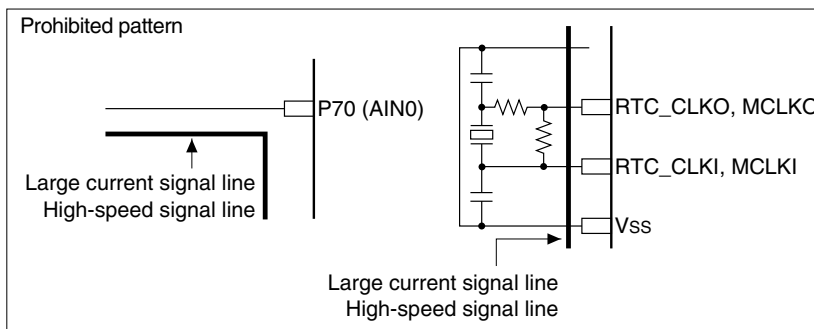 Prohibited pattern
P70 (AIN0)
Large current signal line
High-speed signal line
RTC_CLKO, MCLKO
RTC_CLKI, MCLKI
VSS
Large current signal line
High-speed signal line